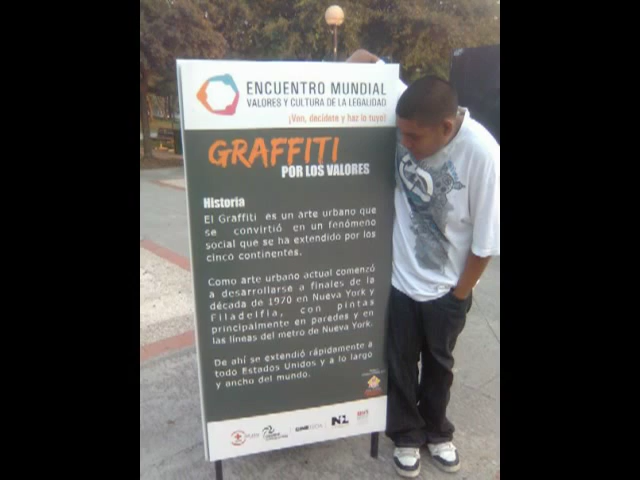 ENCUENTRO MUNDIAL
VALORES Y CULTURA DE LA LEGALIDAD
¡Ven, decídete y haz lo tuyo!
GRAFFITI
POR LOS VALORES
Historia
El Graffiti es un arte urbano que
se convirtió en un fenómeno
social que se ha extendido por los
cinco continentes.
Como arte urbano actual comenzó
a desarrollarse a finales de la
década de 1970 en Nueva York y
Filadelfia, con pintas
principalmente en paredes y en
las líneas del metro de Nueva York.
De ahí se extendió rápidamente a
todo Estados Unidos y a lo largo
y ancho del mundo.